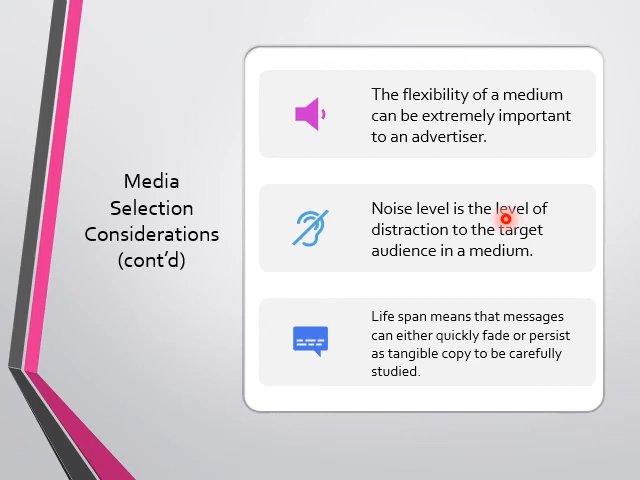 Media
Selection
Considerations
(cont'd)
The flexibility of a medium
can be extremely important
to an advertiser.
Noise level is the level of
distraction to the target
audience in a medium.
Life span means that messages
can either quickly fade or persist
as tangible copy to be carefully
studied.